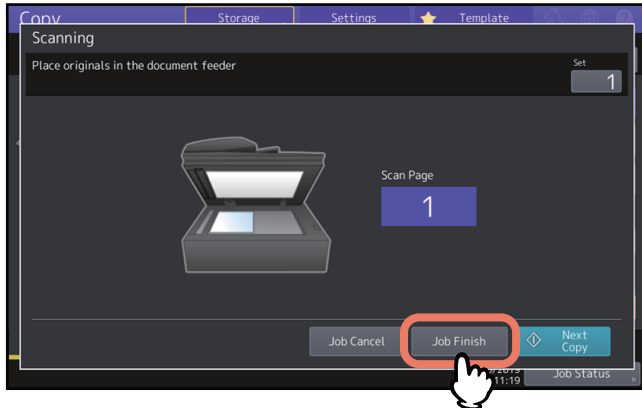 Copy
Storage
Settings
Template
Scanning
Place originals in the document feeder
Set
1
Scan Page
1
Job Cancel
Job Finish
Next
Copy
11:19
Job Status